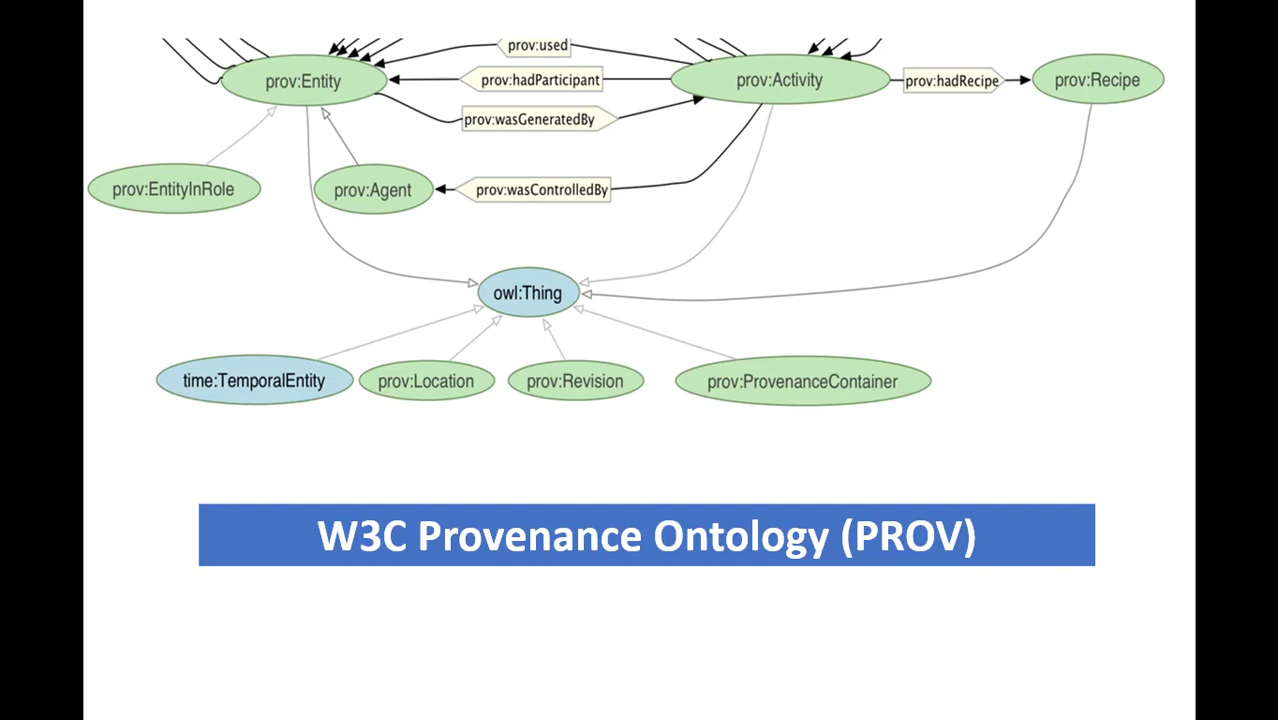 prov:used
prov:Entity
prov:hadParticipant
prov:Activity
prov:hadRecipe
prov:Recipe
prov:wasGeneratedBy
prov:EntityInRole
prov:Agent
prov:wasControlledBy
owl:Thing
time:TemporalEntity
prov:Location
prov:Revision
prov:ProvenanceContainer
W3C Provenance Ontology (PROV)